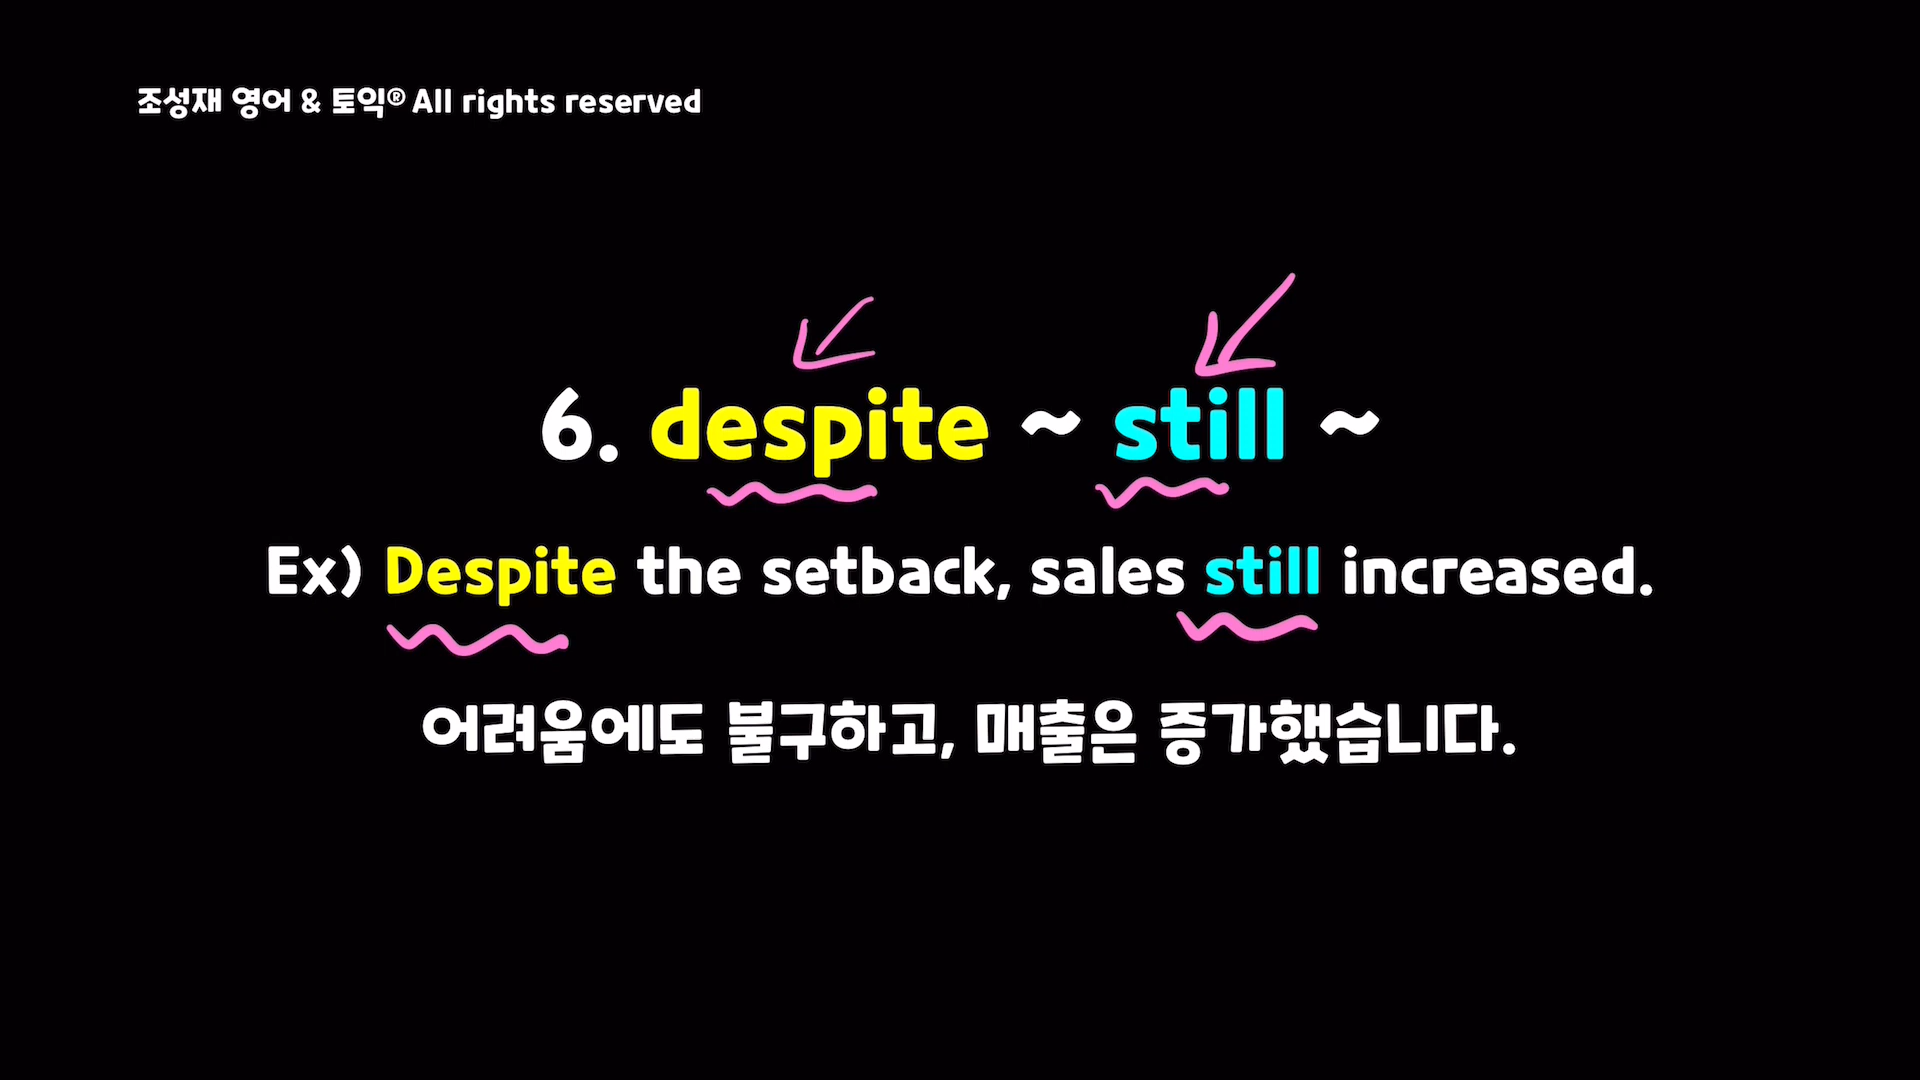 조성재 영어 & 토익® All rights reserved
6. despite ~ still ~
Ex) Despite the setback, sales still increased.
어려움에도 불구하고, 매출은 증가했습니다.